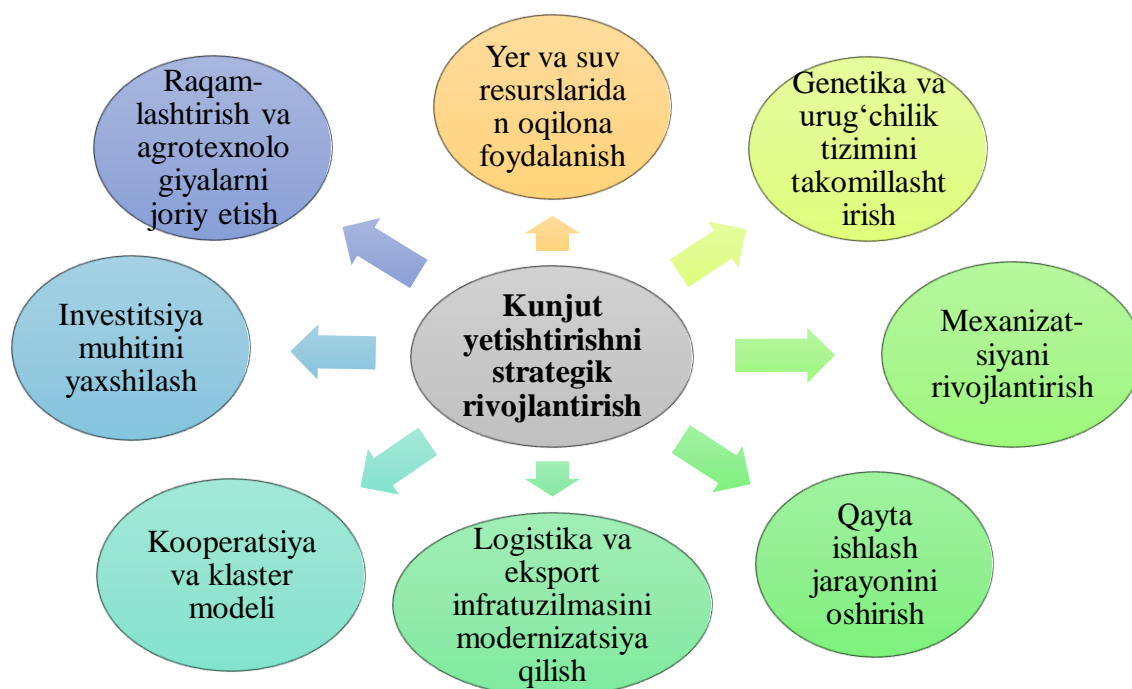 Yer va suv
resurslarida
n oqilona
foydalanish
Genetika va
urug‘chilik
tizimini
takomillasht
irish
Mexanizat-
siyani
rivojlantirish
Qayta
ishlash
jarayonini
oshirish
Logistika va
eksport
infratuzilmasini
modernizatsiya
qilish
Kooperatsiya
va klaster
modeli
Investitsiya
muhitini
yaxshilash
Raqam-
lashtirish va
agrotexnolo
giyalarni
joriy etish
Kunjut
yetishtirishni
strategik
rivojlantirish